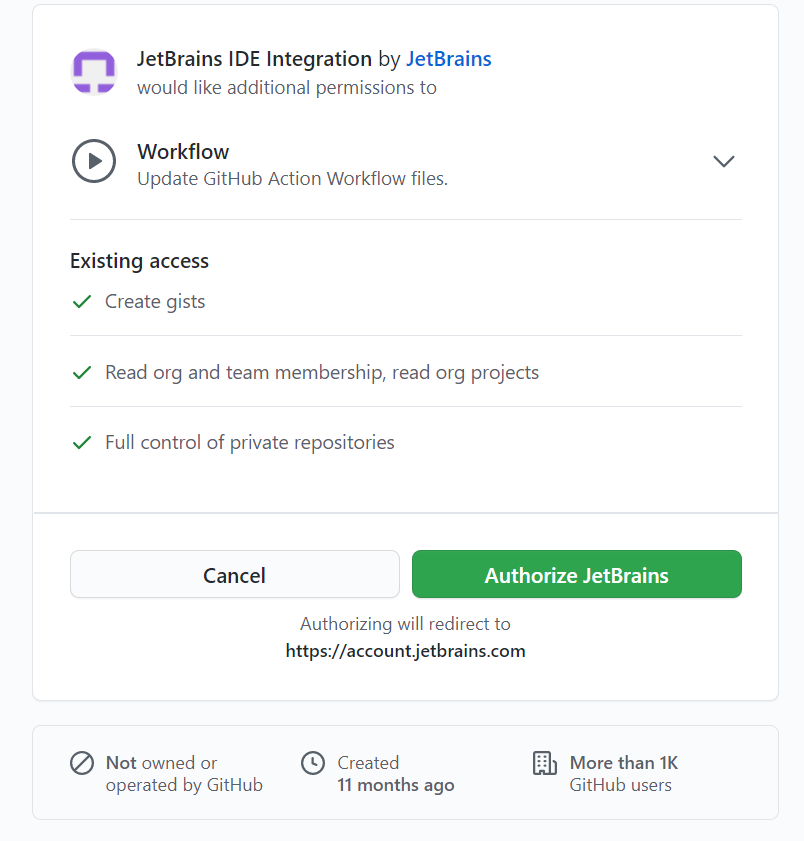 JetBrains IDE Integration by JetBrains
would like additional permissions to
Workflow
Update GitHub Action Workflow files.
Existing access
Create gists
Read org and team membership, read org projects
Full control of private repositories
Cancel
Authorize JetBrains
Authorizing will redirect to
https://account.jetbrains.com
Not owned or
operated by GitHub
Created
11 months ago
More than 1K
GitHub users